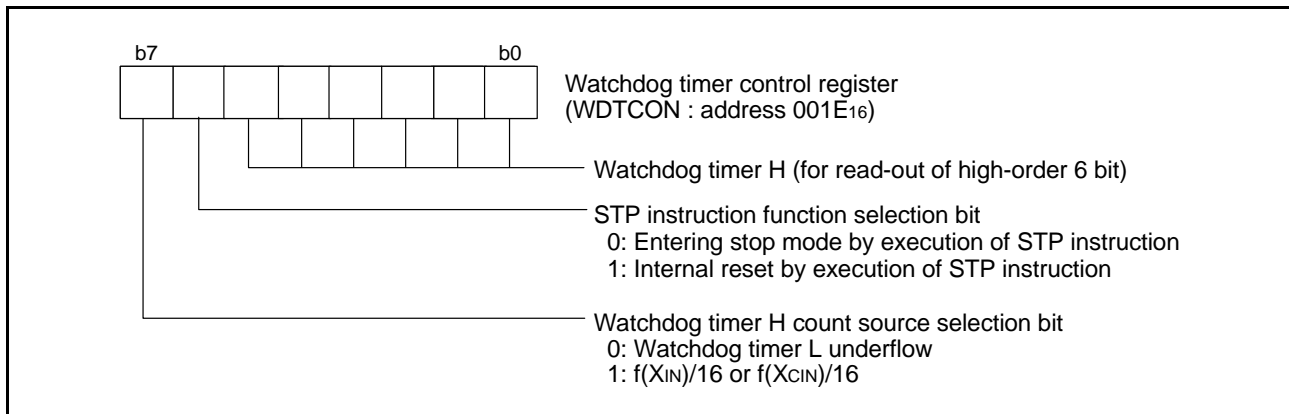 b7 b0
Watchdog timer control register
(WDTCON : address 001E16)
Watchdog timer H (for read-out of high-order 6 bit)
STP instruction function selection bit
0: Entering stop mode by execution of STP instruction
1: Internal reset by execution of STP instruction
Watchdog timer H count source selection bit
0: Watchdog timer L underflow
1: f(XIN)/16 or f(XCIN)/16